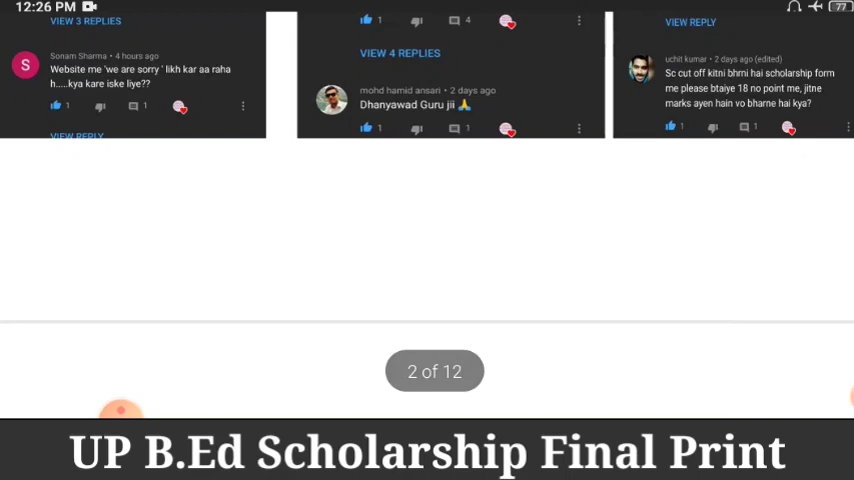 12:26 PM
77
VIEW 3 REPLIES
Sonam Sharma • 4 hours ago
Website me 'we are sorry ' likh kar aa raha
h.....kya kare iske liye??
1
1
VIEW REPLY
1
4
VIEW 4 REPLIES
mohd hamid ansari • 2 days ago
Dhanyawad Guru jii 🙏
1
1
VIEW REPLY
uchit kumar • 2 days ago (edited)
Sc cut off kitni bhrni hai scholarship form
me please btaiye 18 no point me, jitne
marks ayen hain vo bharne hai kya?
1
1
2 of 12
UP B.Ed Scholarship Final Print